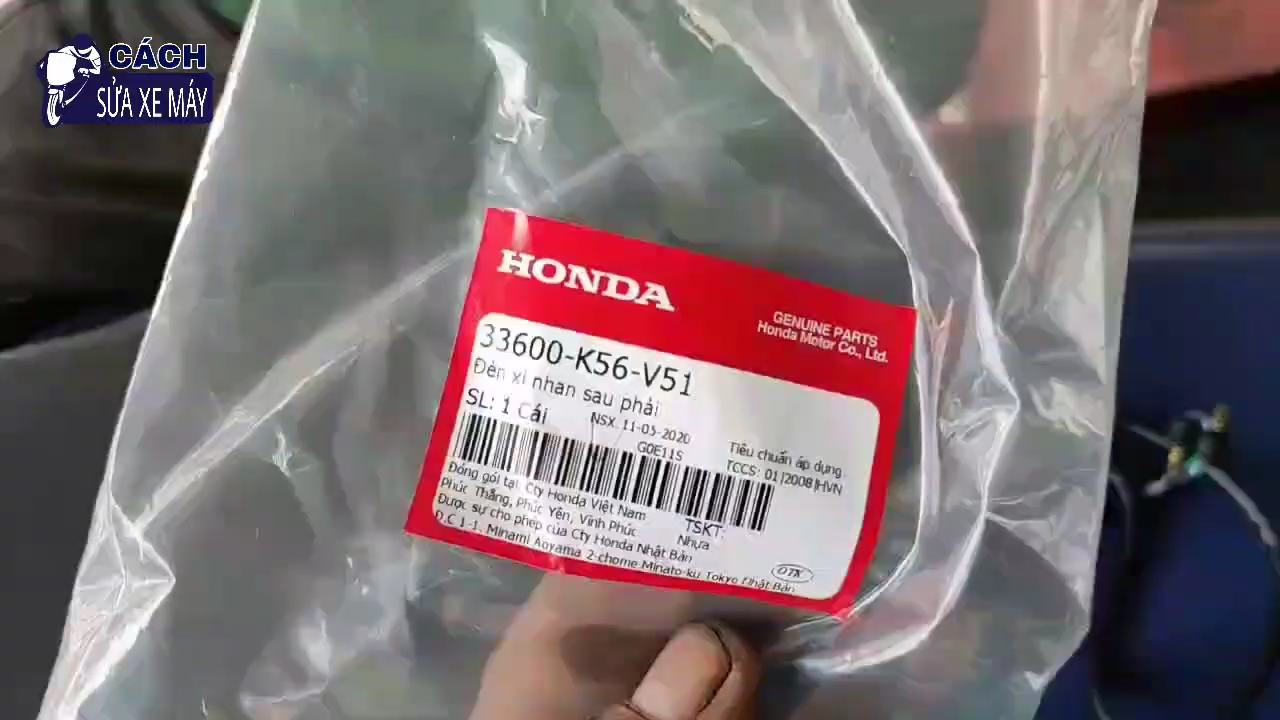 CÁCH
SỬA XE MÁY
HONDA
GENUINE PARTS
Honda Motor Co., Ltd.
33600-K56-V51
Đèn xi nhan sau phải
SL: 1 Cái
NSX. 11-05-2020
G0E11S
Tiêu chuẩn áp dụng
TCCS: 01|2008|HVN
Đóng gói tại: Cty Honda Việt Nam
Phúc Thắng, Phúc Yên, Vĩnh Phúc
TSKT:
Nhựa
Được sự cho phép của Cty Honda Nhật Bản
D.C 1-1. Minami Aoyama 2-chome Minato-ku Tokyo Nhật Bản
OTK